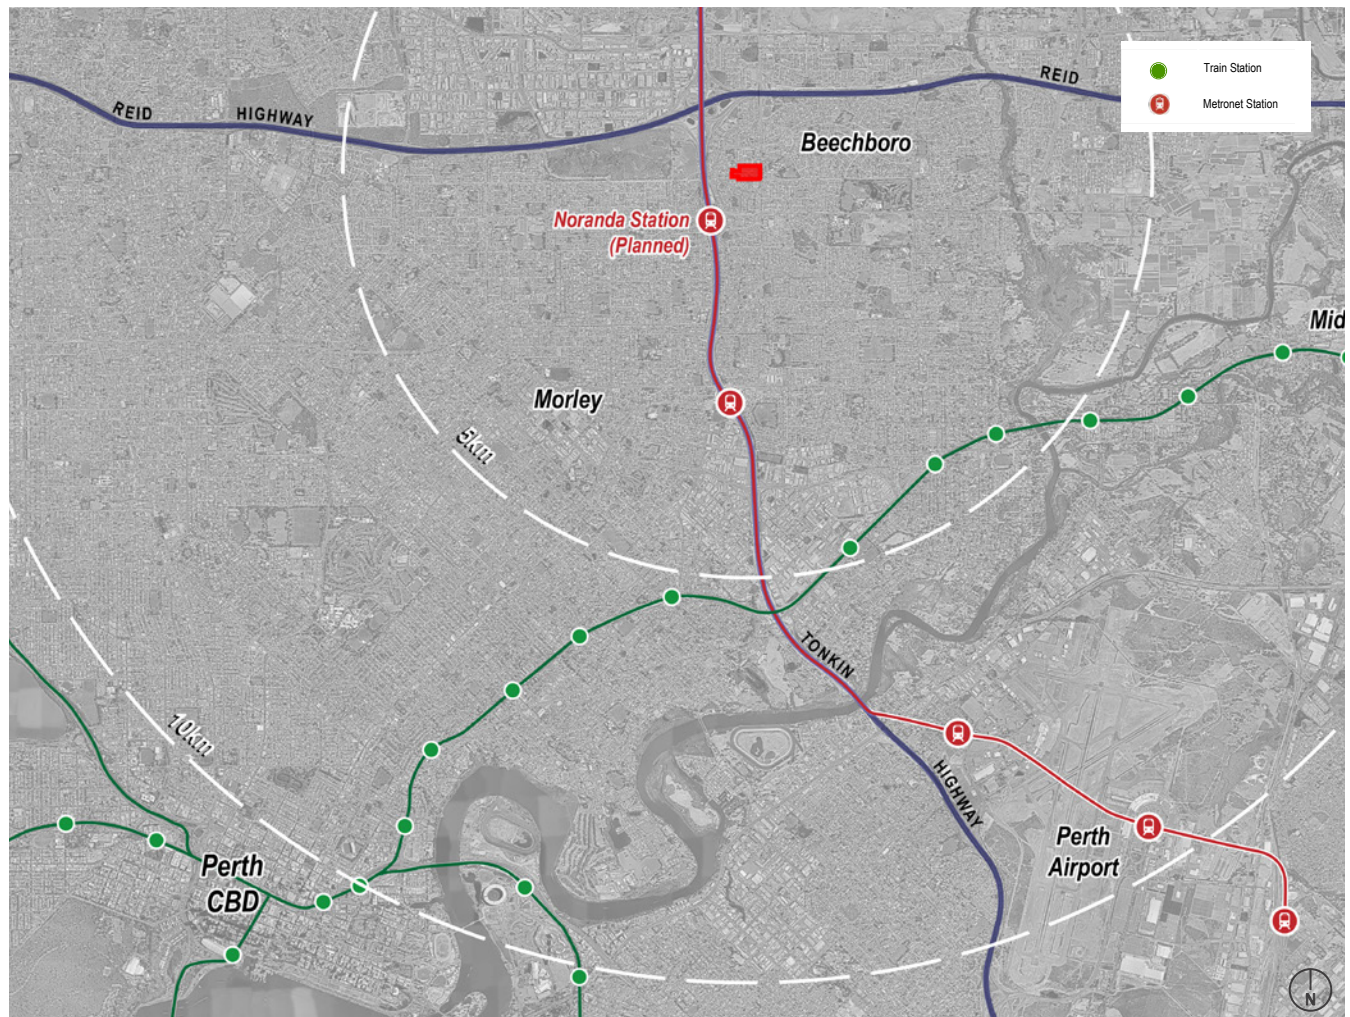 Train Station
Metronet Station
REID
HIGHWAY
REID
Beechboro
Noranda Station
(Planned)
Mid
Morley
5km
TONKIN
10km
HIGHWAY
Perth
Airport
Perth
CBD
N